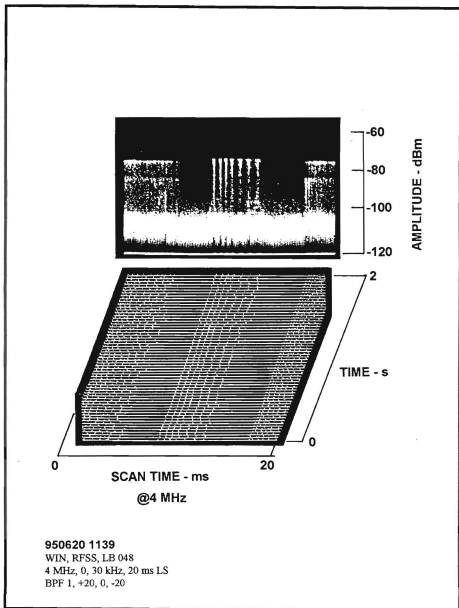 -60
-80
-100
-120
AMPLITUDE - dBm
2
TIME - s
0
0
20
SCAN TIME - ms
@4 MHz
950620 1139
WIN, RFSS, LB 048
4 MHz, 0, 30 kHz, 20 ms LS
BPF 1, +20, 0, -20